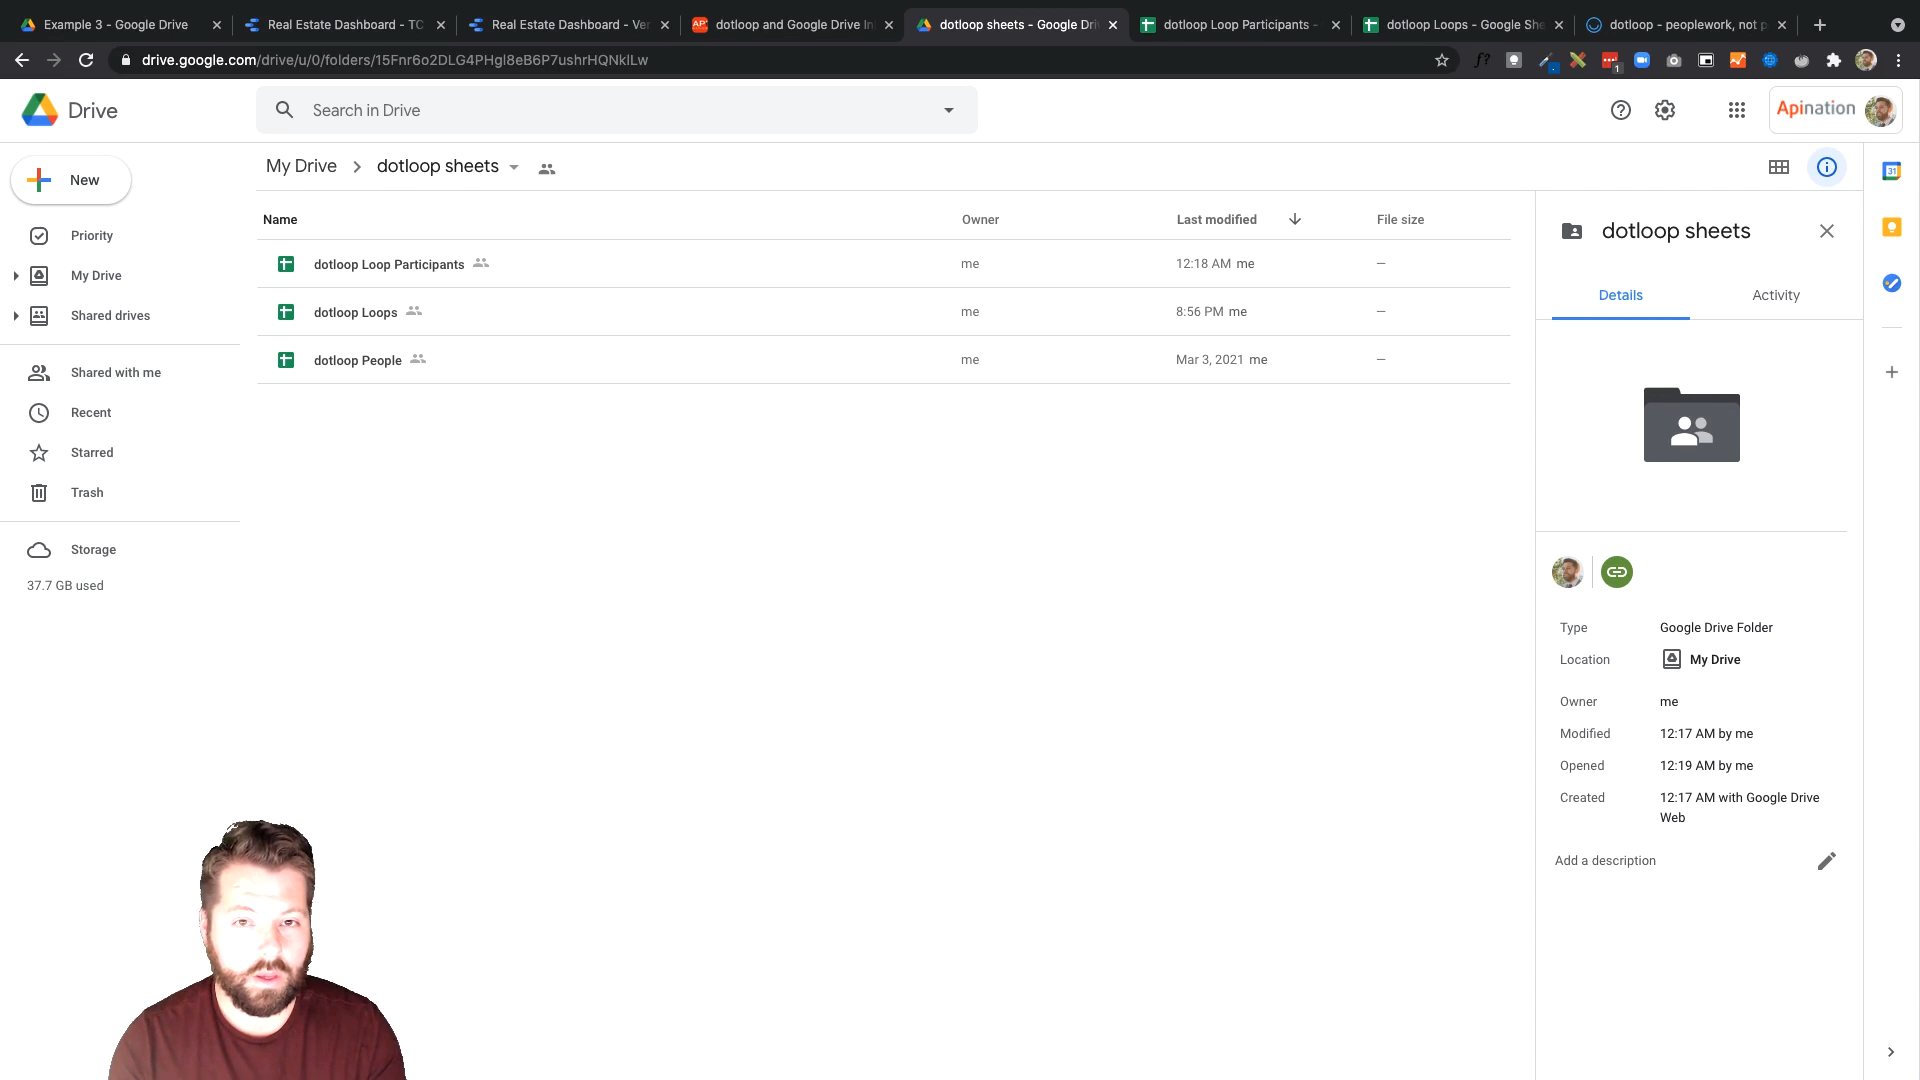 Example 3 - Google Drive
Real Estate Dashboard - TC
Real Estate Dashboard - Ver
dotloop and Google Drive In
dotloop sheets - Google Dri
dotloop Loop Participants -
dotloop Loops - Google She
dotloop - peoplework, not p
drive.google.com/drive/u/0/folders/15Fnr6o2DLG4PHgl8eB6P7ushrHQNklLw
Drive
Search in Drive
Apination
New
My Drive
dotloop sheets
Priority
My Drive
Shared drives
Shared with me
Recent
Starred
Trash
Storage
37.7 GB used
Name Owner Last modified File size
dotloop Loop Participants me 12:18 AM me —
dotloop Loops me 8:56 PM me —
dotloop People me Mar 3, 2021 me —
dotloop sheets
Details Activity
Type Google Drive Folder
Location My Drive
Owner me
Modified 12:17 AM by me
Opened 12:19 AM by me
Created 12:17 AM with Google Drive
Web
Add a description
31
1